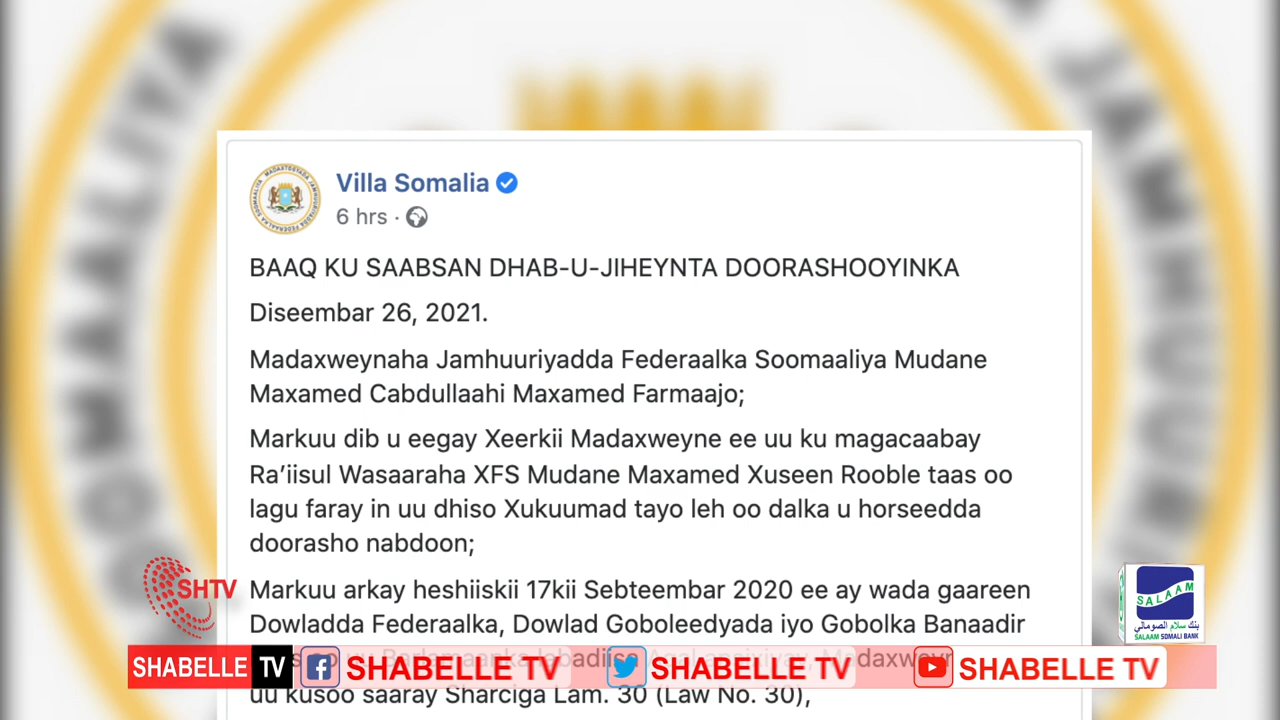 Villa Somalia
6 hrs ·
BAAQ KU SAABSAN DHAB-U-JIHEYNTA DOORASHOOYINKA
Diseembar 26, 2021.
Madaxweynaha Jamhuuriyadda Federaalka Soomaaliya Mudane
Maxamed Cabdullaahi Maxamed Farmaajo;
Markuu dib u eegay Xeerkii Madaxweyne ee uu ku magacaabay
Ra’iisul Wasaaraha XFS Mudane Maxamed Xuseen Rooble taas oo
lagu faray in uu dhiso Xukuumad tayo leh oo dalka u horseedda
doorasho nabdoon;
Markuu arkay heshiiskii 17kii Sebteembar 2020 ee ay wada gaareen
Dowladda Federaalka, Dowlad Goboleedyada iyo Gobolka Banaadir
uu kusoo saaray Sharciga Lam. 30 (Law No. 30),
SHTV
SHABELLE TV
SHABELLE TV
SHABELLE TV
SHABELLE TV
SALAAM
بنك سلام الصومالي
SALAAM SOMALI BANK